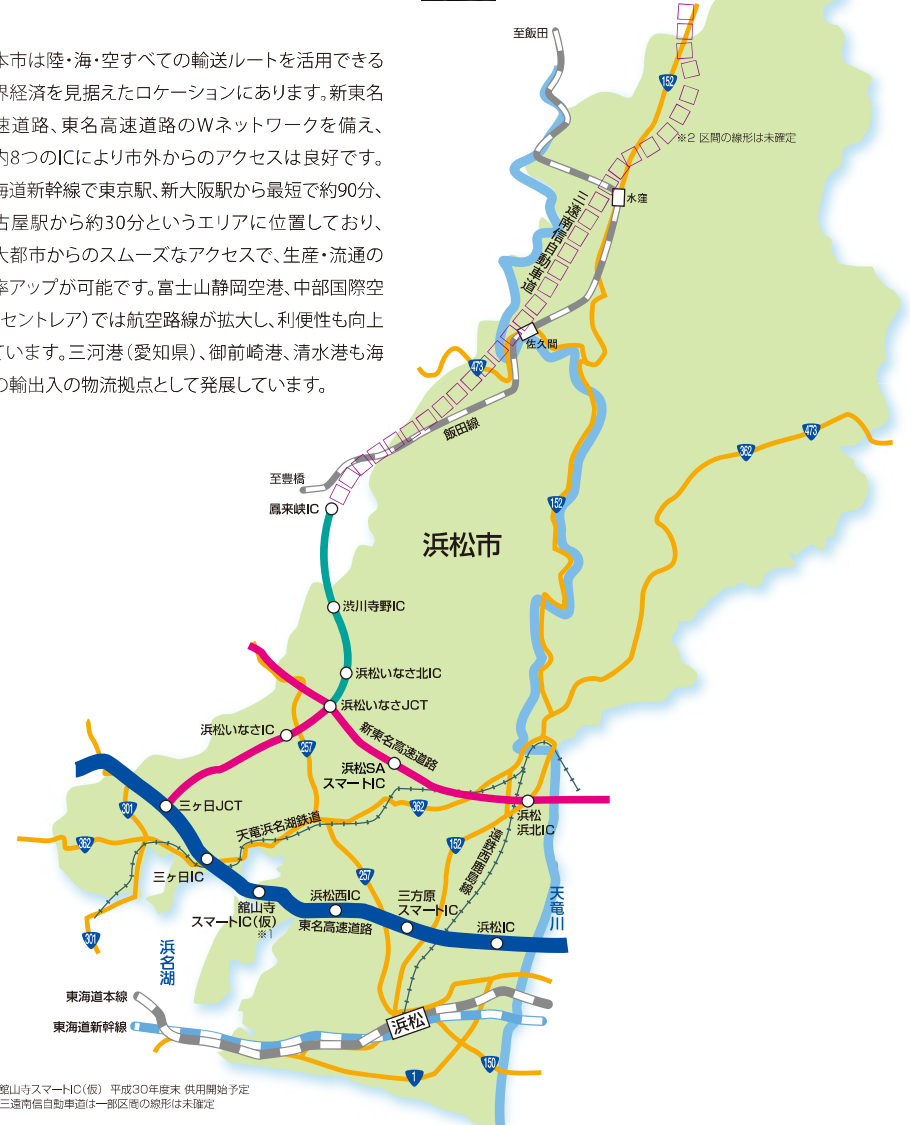 本市は陸・海・空すべての輸送ルートを活用できる
界経済を見据えたロケーションにあります。新東名
速道路、東名高速道路のWネットワークを備え、
内8つのICにより市外からのアクセスは良好です。
海道新幹線で東京駅、新大阪駅から最短で約90分、
古屋駅から約30分というエリアに位置しており、
大都市からのスムーズなアクセスで、生産・流通の
率アップが可能です。富士山静岡空港、中部国際空
セントレア)では航空路線が拡大し、利便性も向上
ています。三河港(愛知県)、御前崎港、清水港も海
の輸出入の物流拠点として発展しています。
至飯田
152
※2 区間の線形は未確定
水窪
三遠南信自動車道
佐久間
473
飯田線
473
362
至豊橋
鳳来峡IC
152
浜松市
渋川寺野IC
浜松いなさ北IC
浜松いなさJCT
浜松いなさIC
新東名高速道路
257
浜松SA
スマートIC
三ヶ日JCT
301
362
浜松
浜北IC
天竜浜名湖鉄道
362
152
遠鉄西鹿島線
三ヶ日IC
257
舘山寺
スマートIC(仮)
※1
浜松西IC
東名高速道路
三方原
スマートIC
浜松IC
天竜川
301
浜名湖
東海道本線
東海道新幹線
浜松
150
1
舘山寺スマートIC(仮) 平成30年度末 供用開始予定
三遠南信自動車道は一部区間の線形は未確定